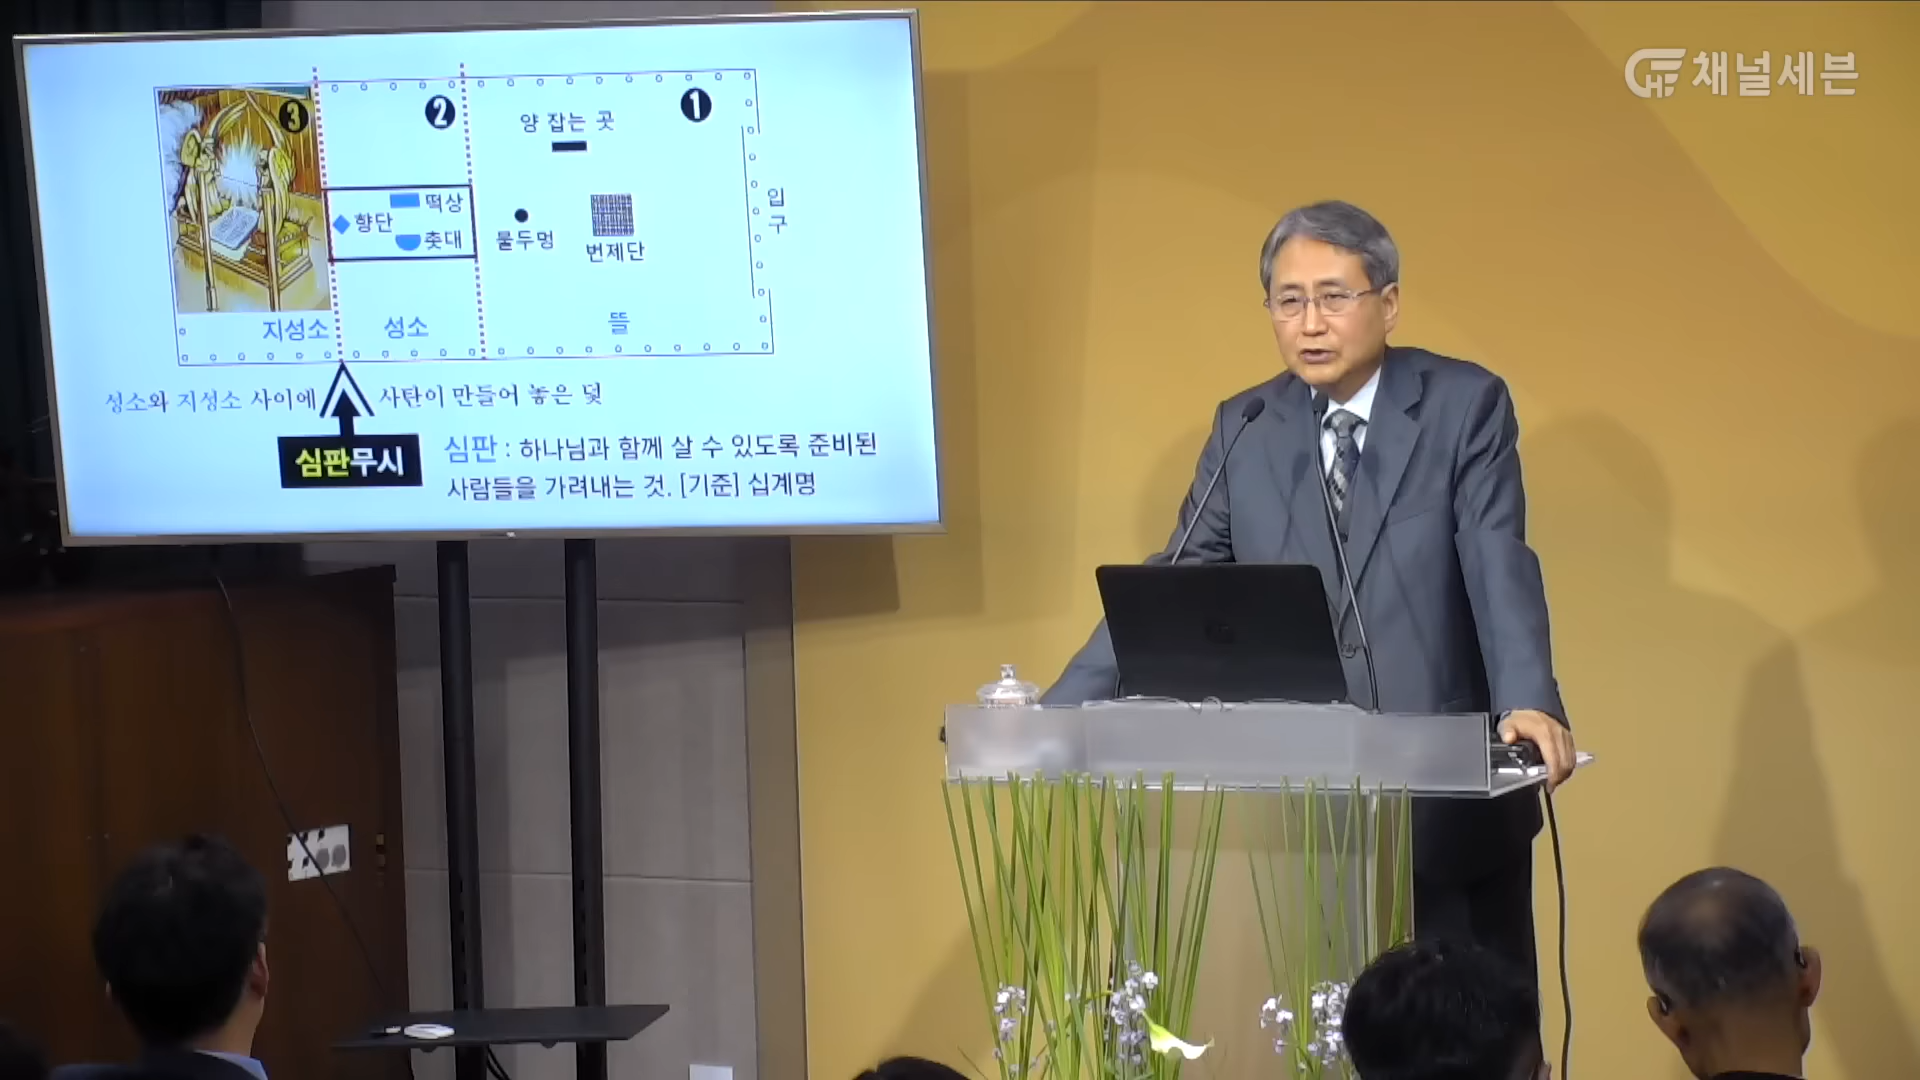 CH 채널세븐
3
2
1
양 잡는 곳
떡상
향단
촛대
물두멍
번제단
입구
지성소
성소
뜰
성소와 지성소 사이에
사탄이 만들어 놓은 덫
심판무시
심판 : 하나님과 함께 살 수 있도록 준비된
사람들을 가려내는 것. [기준] 십계명